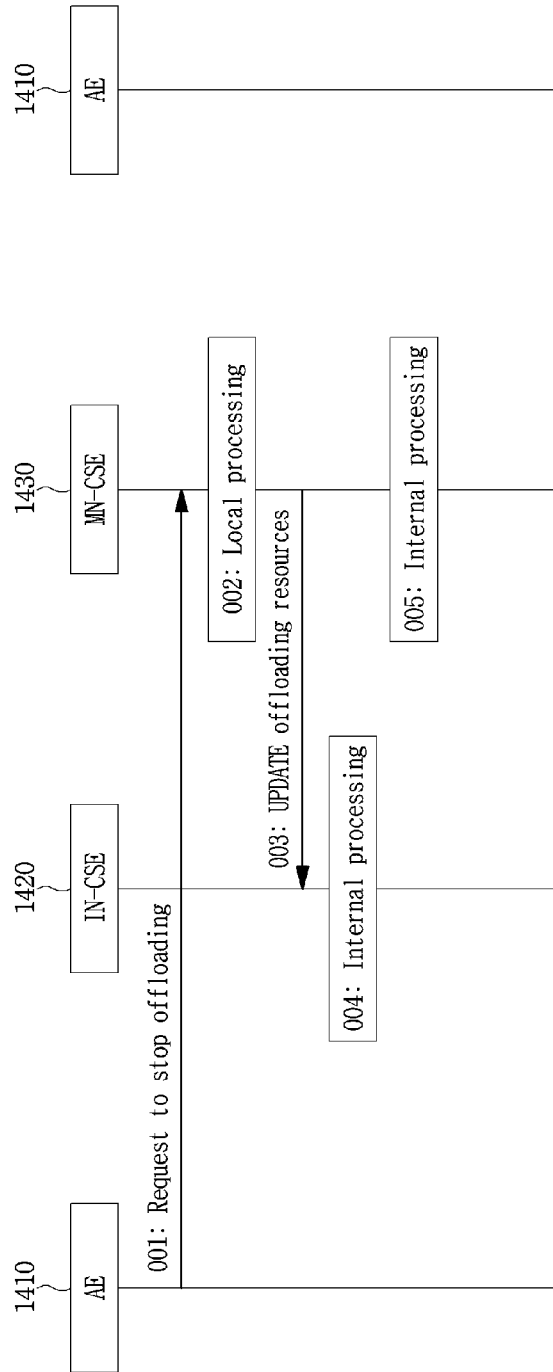 1410
1420
1430
1410
AE
IN-CSE
MN-CSE
AE
001: Request to stop offloading
002: Local processing
003: UPDATE offloading resources
004: Internal processing
005: Internal processing